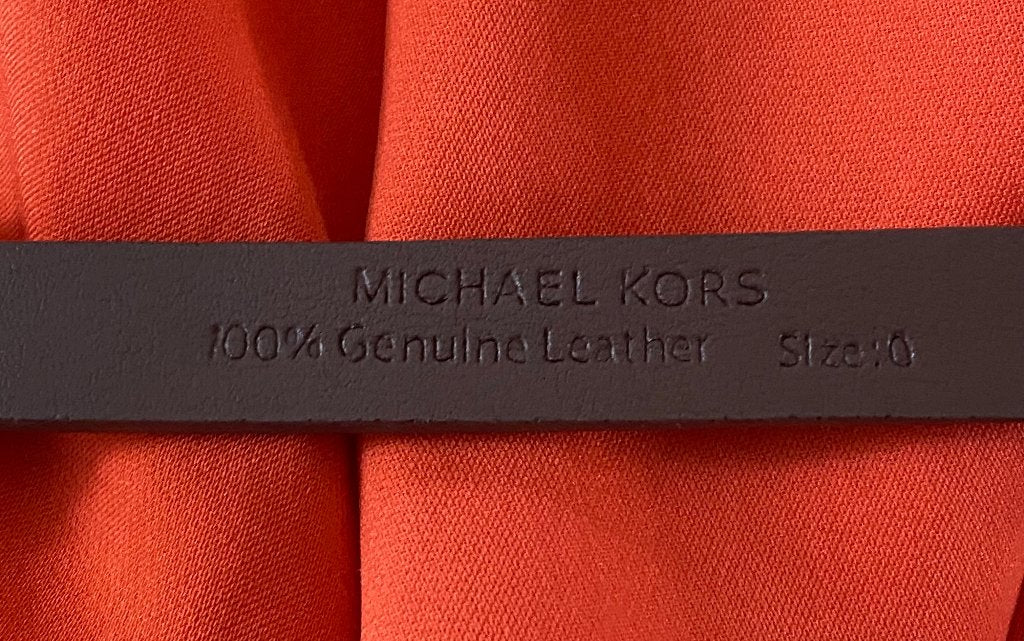 MICHAEL KORS
100% Genuine Leather Size:0